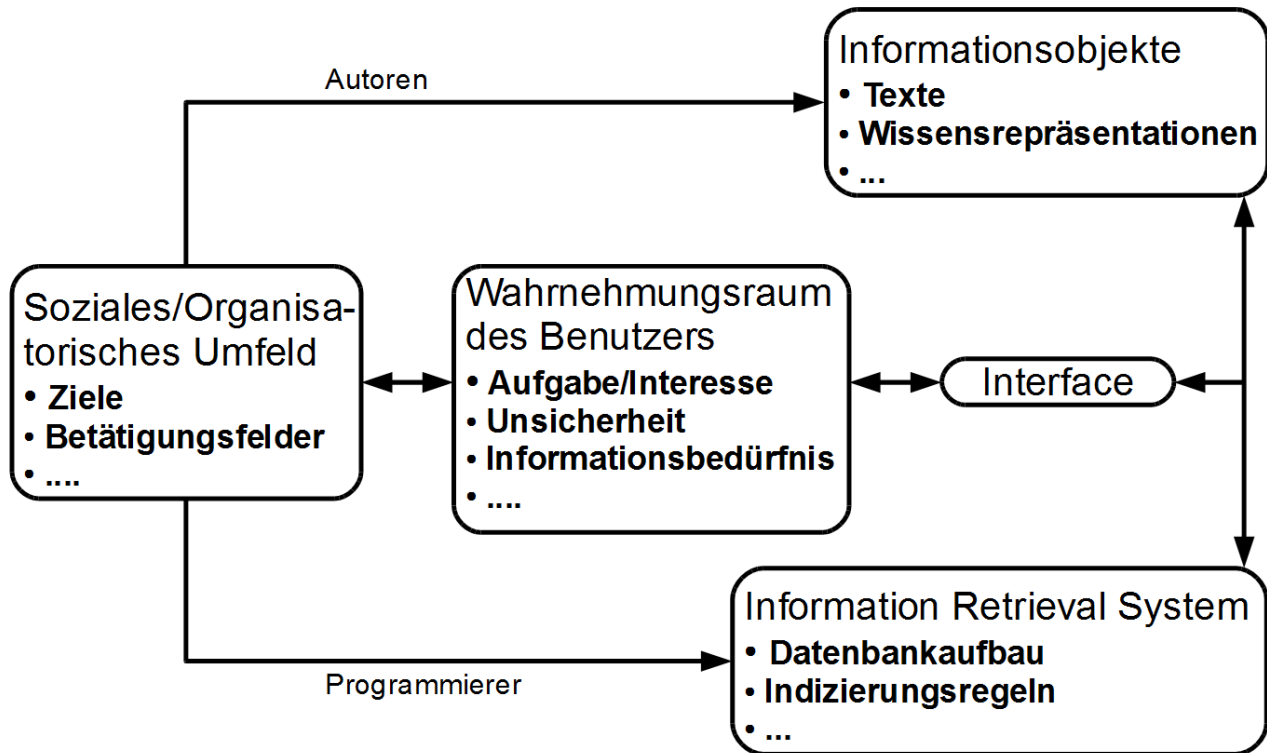 Autoren
Informationsobjekte
• Texte
• Wissensrepräsentationen
• ...
Soziales/Organisa-
torisches Umfeld
• Ziele
• Betätigungsfelder
• ....
Wahrnehmungsraum
des Benutzers
• Aufgabe/Interesse
• Unsicherheit
• Informationsbedürfnis
• ....
Interface
Programmierer
Information Retrieval System
• Datenbankaufbau
• Indizierungsregeln
• ...